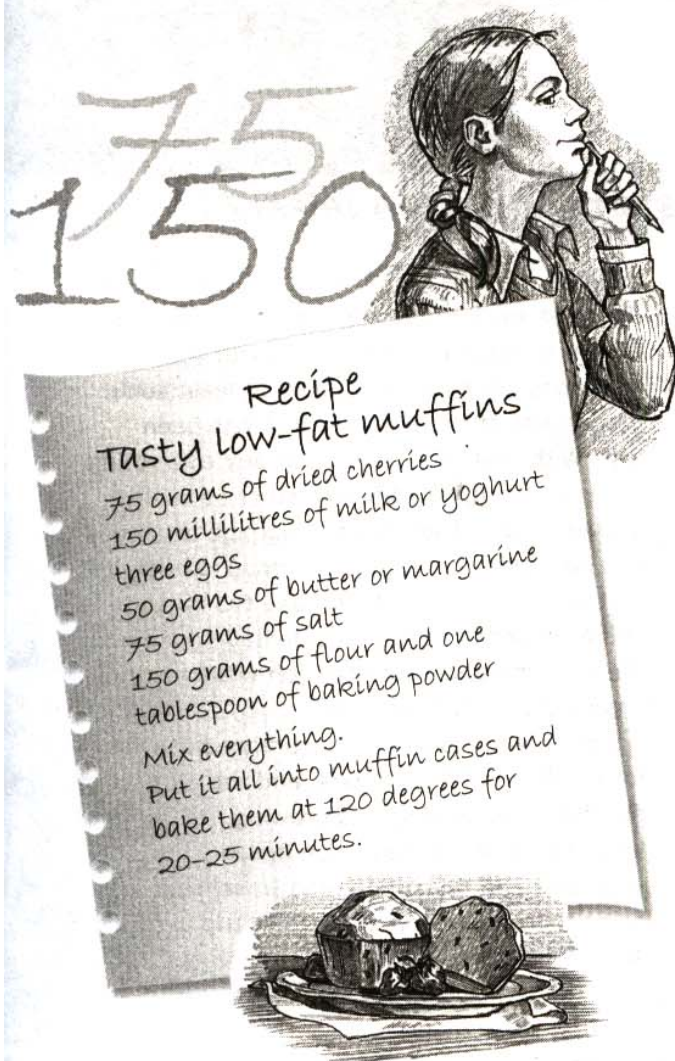 75
150
Recipe
Tasty low-fat muffins
75 grams of dried cherries
150 millilitres of milk or yoghurt
three eggs
50 grams of butter or margarine
75 grams of salt
150 grams of flour and one
tablespoon of baking powder
Mix everything.
Put it all into muffin cases and
bake them at 120 degrees for
20-25 minutes.